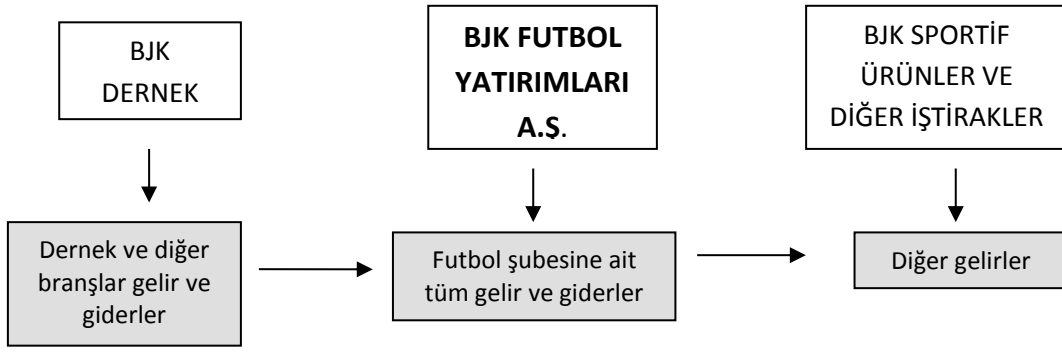 BJK
DERNEK
BJK FUTBOL
YATIRIMLARI
A.Ş.
BJK SPORTİF
ÜRÜNLER VE
DİĞER İŞTİRAKLER
Dernek ve diğer
branşlar gelir ve
giderler
Futbol şubesine ait
tüm gelir ve giderler
Diğer gelirler